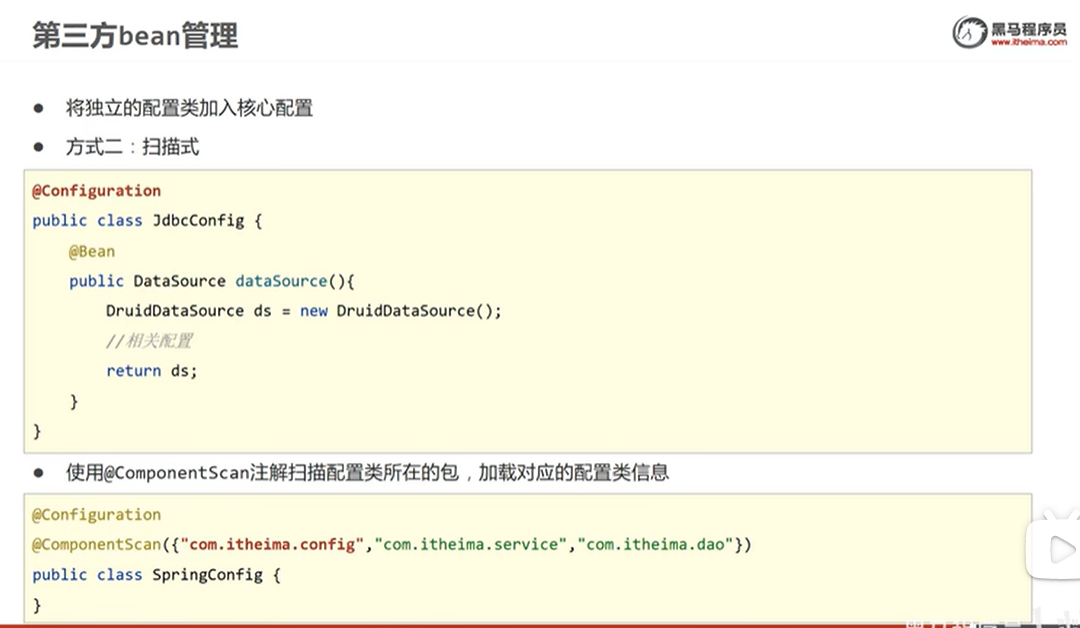 第三方bean管理
黑马程序员
www.itheima.com
● 将独立的配置类加入核心配置
● 方式二：扫描式
@Configuration
public class JdbcConfig {
@Bean
public DataSource dataSource(){
DruidDataSource ds = new DruidDataSource();
//相关配置
return ds;
}
}
● 使用@ComponentScan注解扫描配置类所在的包，加载对应的配置类信息
@Configuration
@ComponentScan({"com.itheima.config","com.itheima.service","com.itheima.dao"})
public class SpringConfig {
}